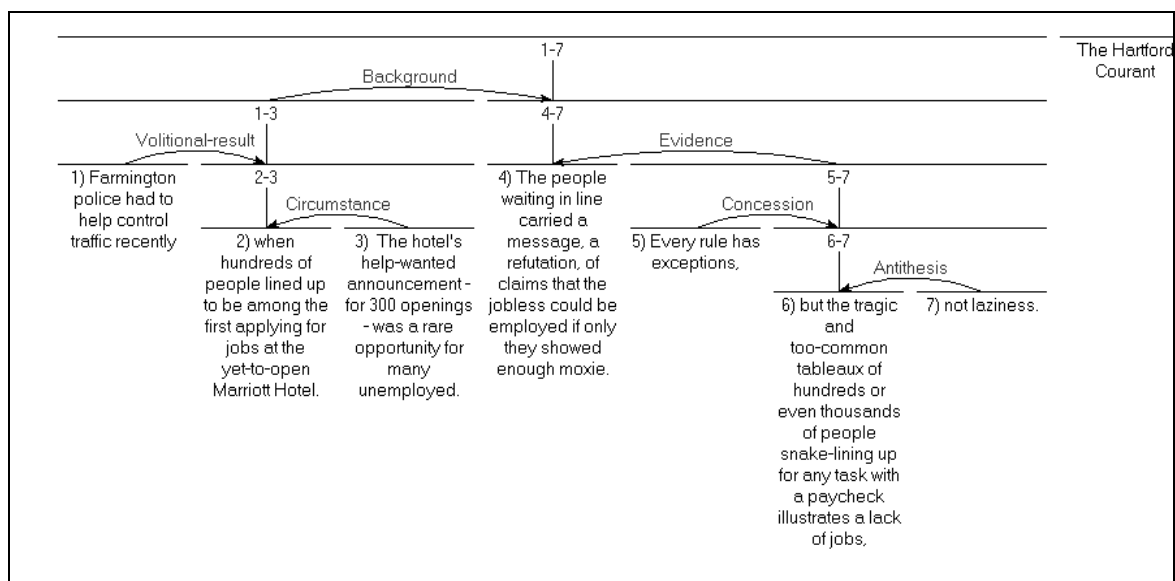 1-7
The Hartford
Courant
Background
1-3
4-7
Volitional-result
Evidence
1) Farmington
police had to
help control
traffic recently
2-3
Circumstance
2) when
hundreds of
people lined up
to be among the
first applying for
jobs at the
yet-to-open
Marriott Hotel.
3) The hotel's
help-wanted
announcement -
for 300 openings
- was a rare
opportunity for
many
unemployed.
4) The people
waiting in line
carried a
message, a
refutation, of
claims that the
jobless could be
employed if only
they showed
enough moxie.
5-7
Concession
5) Every rule has
exceptions,
6-7
Antithesis
6) but the tragic
and
too-common
tableaux of
hundreds or
even thousands
of people
snake-lining up
for any task with
a paycheck
illustrates a lack
of jobs,
7) not laziness.